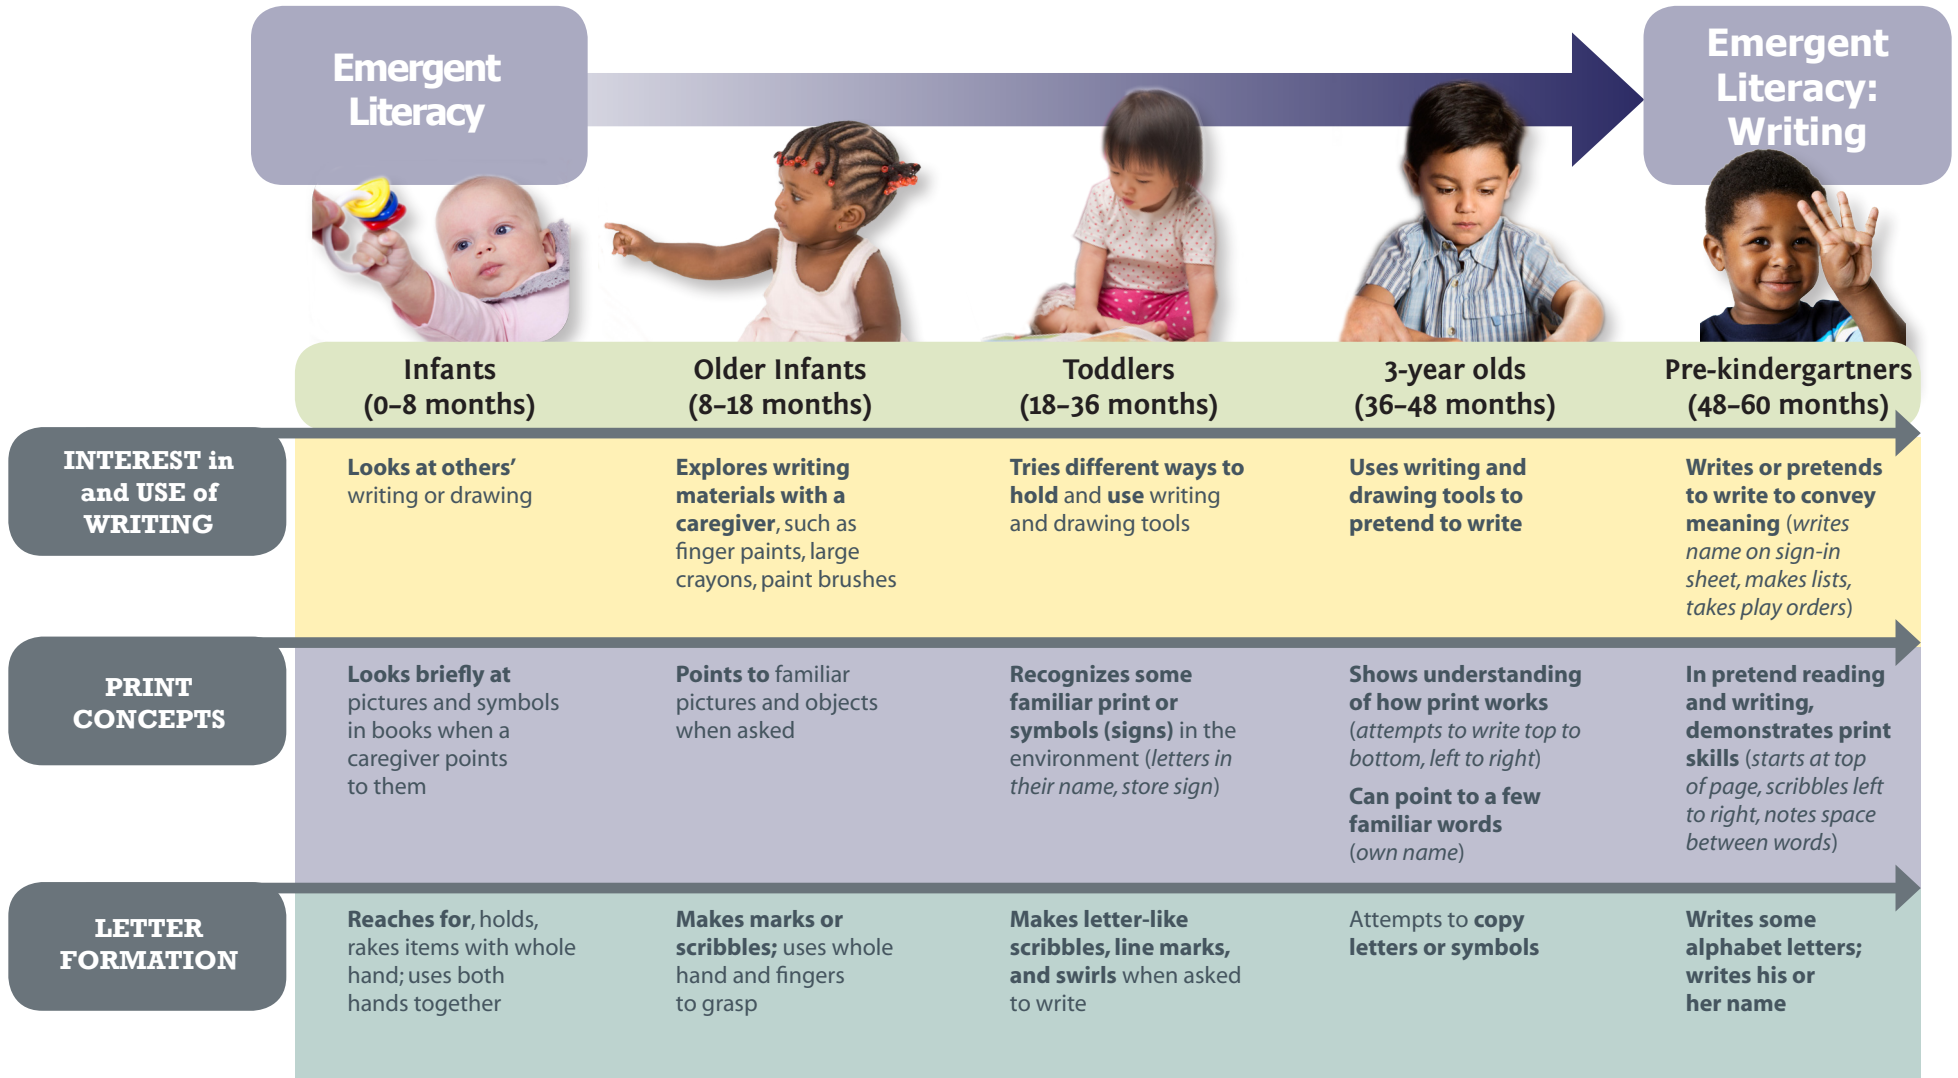 Emergent
Literacy
Emergent
Literacy:
Writing
Infants
(0–8 months)
Older Infants
(8–18 months)
Toddlers
(18–36 months)
3-year olds
(36–48 months)
Pre-kindergartners
(48–60 months)
INTEREST in
and USE of
WRITING
Looks at others’
writing or drawing
Explores writing
materials with a
caregiver, such as
finger paints, large
crayons, paint brushes
Tries different ways to
hold and use writing
and drawing tools
Uses writing and
drawing tools to
pretend to write
Writes or pretends
to write to convey
meaning (writes
name on sign-in
sheet, makes lists,
takes play orders)
PRINT
CONCEPTS
Looks briefly at
pictures and symbols
in books when a
caregiver points
to them
Points to familiar
pictures and objects
when asked
Recognizes some
familiar print or
symbols (signs) in the
environment (letters in
their name, store sign)
Shows understanding
of how print works
(attempts to write top to
bottom, left to right)
Can point to a few
familiar words
(own name)
In pretend reading
and writing,
demonstrates print
skills (starts at top
of page, scribbles left
to right, notes space
between words)
LETTER
FORMATION
Reaches for, holds,
rakes items with whole
hand; uses both
hands together
Makes marks or
scribbles; uses whole
hand and fingers
to grasp
Makes letter-like
scribbles, line marks,
and swirls when asked
to write
Attempts to copy
letters or symbols
Writes some
alphabet letters;
writes his or
her name